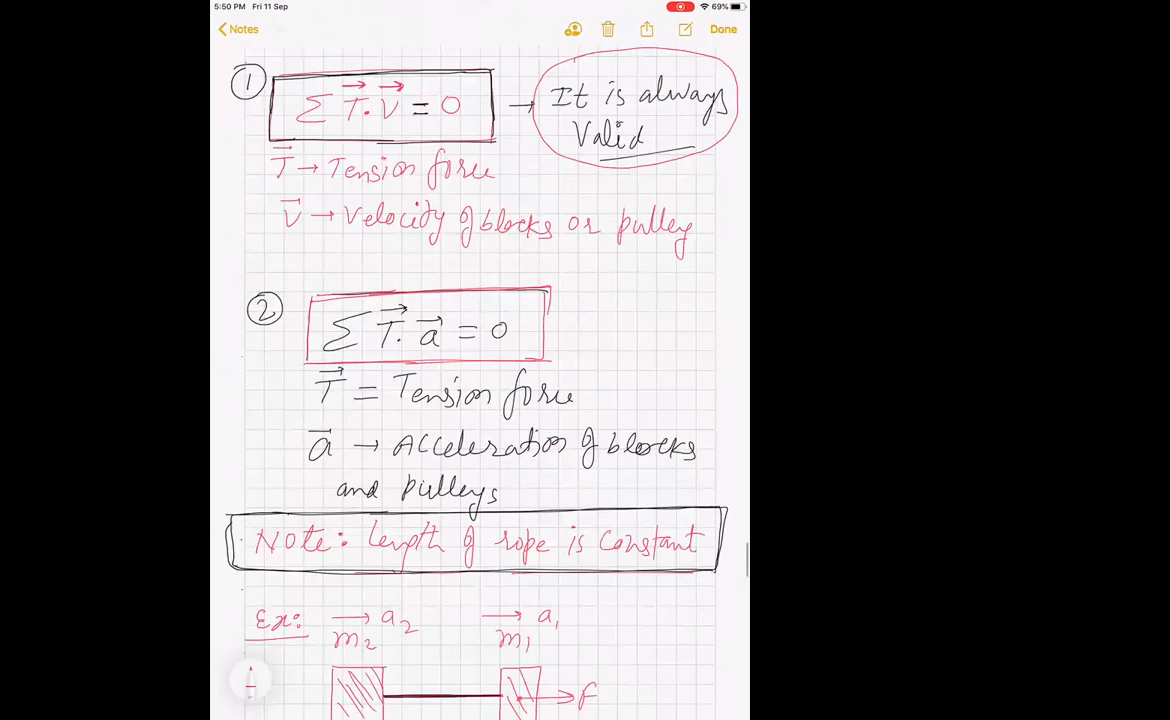 5:50 PM Fri 11 Sep 69%
Notes Done
① Σ T⃗.v⃗ = 0 → It is always
Valid
T⃗ → Tension force
v⃗ → Velocity of blocks or pulley
② Σ T⃗.a⃗ = 0
T⃗ = Tension force
a⃗ → Acceleration of blocks
and pulleys
Note: Length of rope is constant
Ex: → a₂ → a₁
m₂ m₁
F